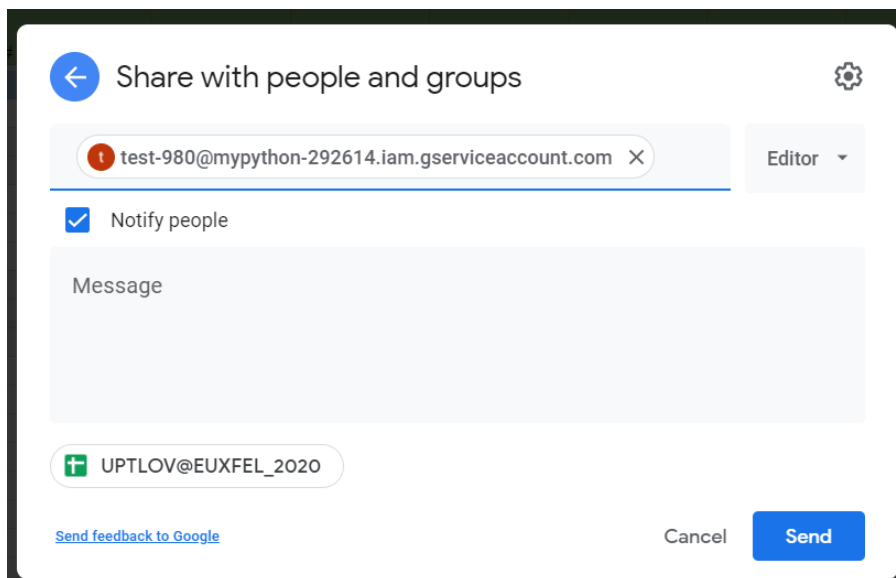 Share with people and groups
t test-980@mypython-292614.iam.gserviceaccount.com
Editor
Notify people
Message
UPTLOV@EUXFEL_2020
Send feedback to Google
Cancel
Send